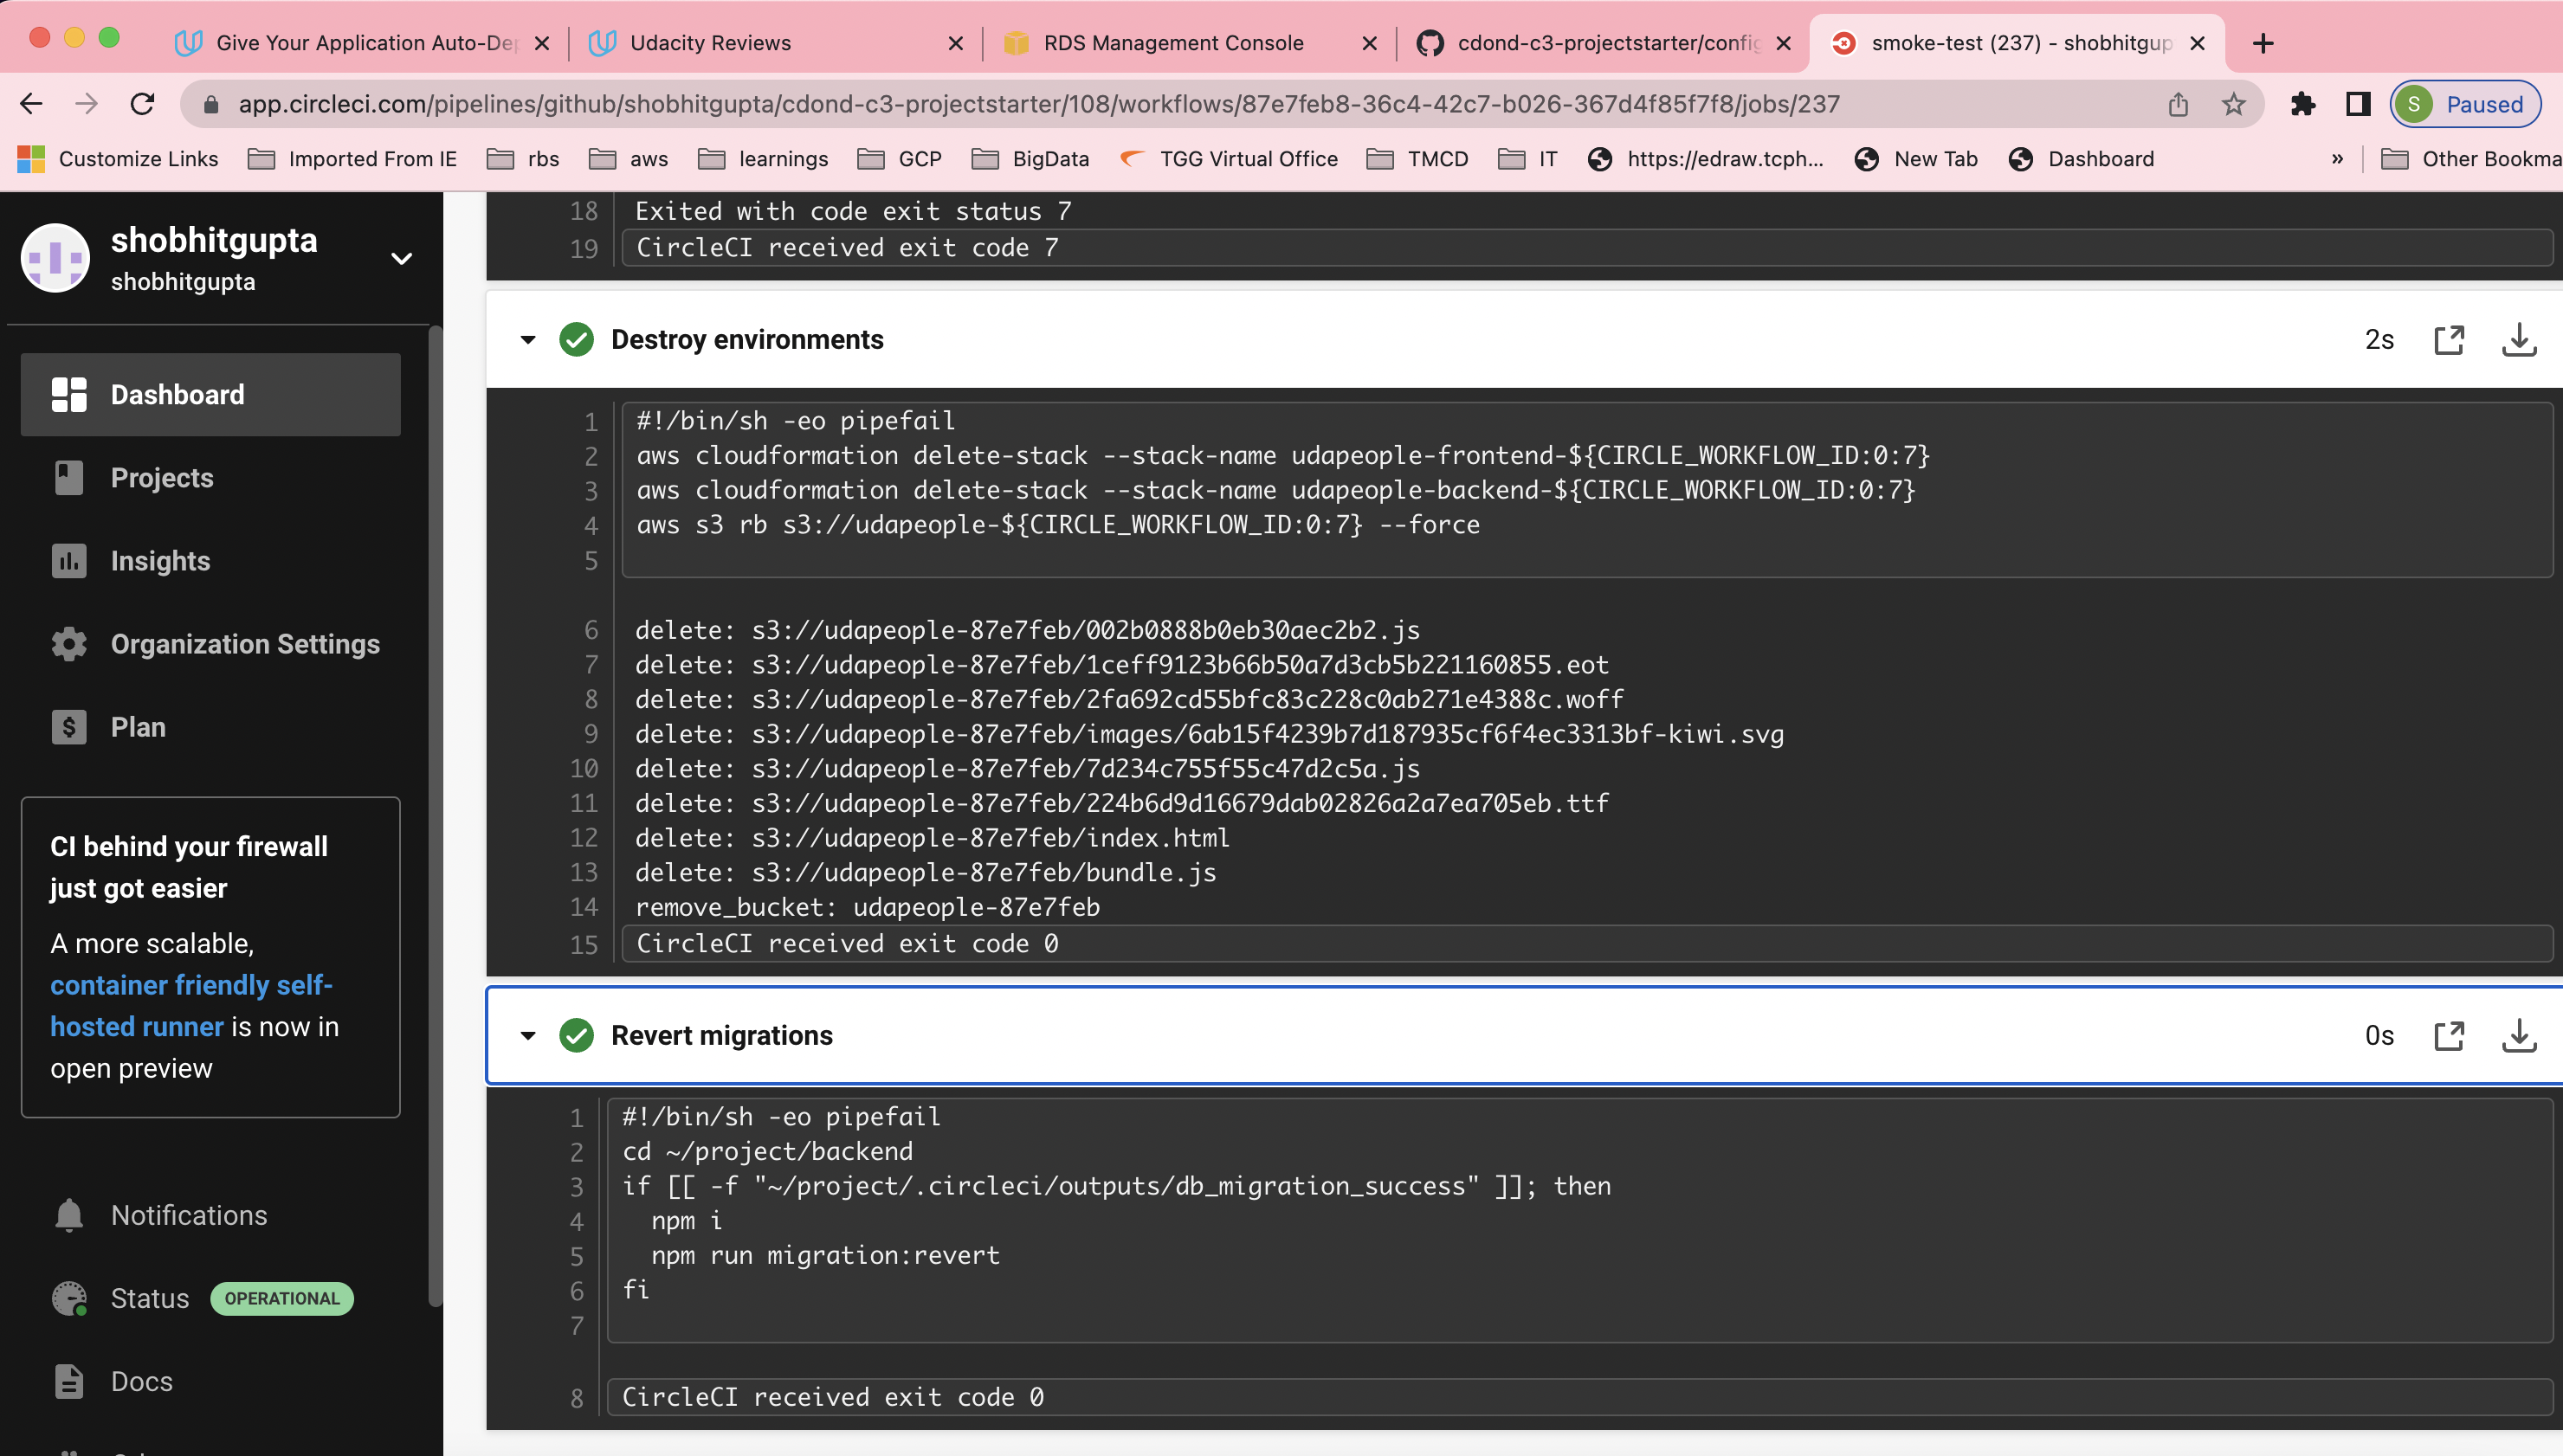 Give Your Application Auto-De
Udacity Reviews
RDS Management Console
cdond-c3-projectstarter/config
smoke-test (237) - shobhitgup
app.circleci.com/pipelines/github/shobhitgupta/cdond-c3-projectstarter/108/workflows/87e7feb8-36c4-42c7-b026-367d4f85f7f8/jobs/237
S Paused
Customize Links
Imported From IE
rbs
aws
learnings
GCP
BigData
TGG Virtual Office
TMCD
IT
https://edraw.tcph...
New Tab
Dashboard
»
Other Bookma
shobhitgupta
shobhitgupta
Dashboard
Projects
Insights
Organization Settings
Plan
CI behind your firewall
just got easier
A more scalable,
container friendly self-
hosted runner is now in
open preview
Notifications
Status OPERATIONAL
Docs
18 Exited with code exit status 7
19 CircleCI received exit code 7
Destroy environments 2s
1 #!/bin/sh -eo pipefail
2 aws cloudformation delete-stack --stack-name udapeople-frontend-${CIRCLE_WORKFLOW_ID:0:7}
3 aws cloudformation delete-stack --stack-name udapeople-backend-${CIRCLE_WORKFLOW_ID:0:7}
4 aws s3 rb s3://udapeople-${CIRCLE_WORKFLOW_ID:0:7} --force
5
6 delete: s3://udapeople-87e7feb/002b0888b0eb30aec2b2.js
7 delete: s3://udapeople-87e7feb/1ceff9123b66b50a7d3cb5b221160855.eot
8 delete: s3://udapeople-87e7feb/2fa692cd55bfc83c228c0ab271e4388c.woff
9 delete: s3://udapeople-87e7feb/images/6ab15f4239b7d187935cf6f4ec3313bf-kiwi.svg
10 delete: s3://udapeople-87e7feb/7d234c755f55c47d2c5a.js
11 delete: s3://udapeople-87e7feb/224b6d9d16679dab02826a2a7ea705eb.ttf
12 delete: s3://udapeople-87e7feb/index.html
13 delete: s3://udapeople-87e7feb/bundle.js
14 remove_bucket: udapeople-87e7feb
15 CircleCI received exit code 0
Revert migrations 0s
1 #!/bin/sh -eo pipefail
2 cd ~/project/backend
3 if [[ -f "~/project/.circleci/outputs/db_migration_success" ]]; then
4 npm i
5 npm run migration:revert
6 fi
7
8 CircleCI received exit code 0